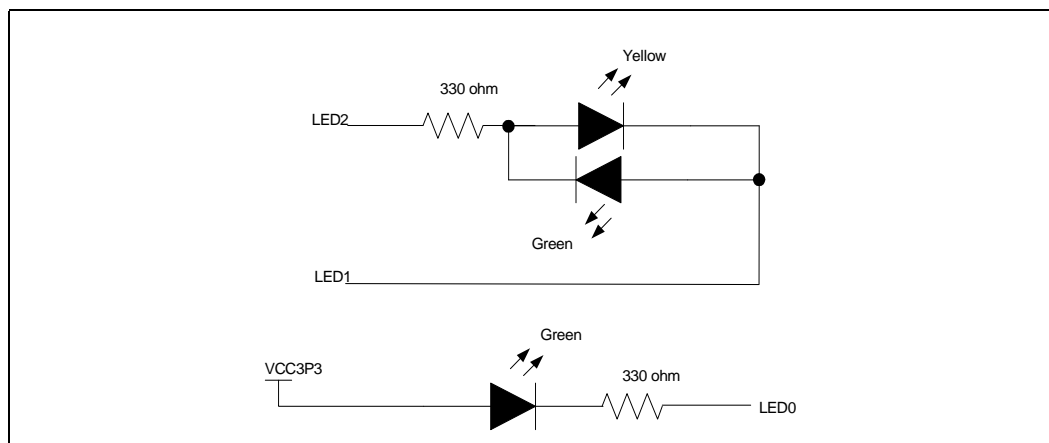 Yellow
330 ohm
LED2
Green
LED1
Green
VCC3P3
330 ohm
LED0